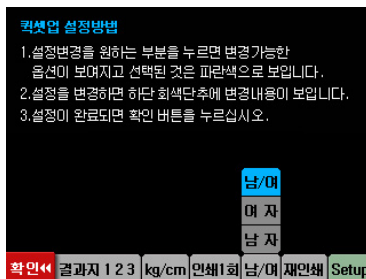 퀵셋업 설정방법
1.설정변경을 원하는 부분을 누르면 변경가능한
옵션이 보여지고 선택된 것은 파란색으로 보입니다.
2.설정을 변경하면 하단 회색단추에 변경내용이 보입니다.
3.설정이 완료되면 확인 버튼을 누르십시오.
남/여
여 자
남 자
확인◀◀ 결과지 1 2 3 kg/cm 인쇄1회 남/여 재인쇄 Setup